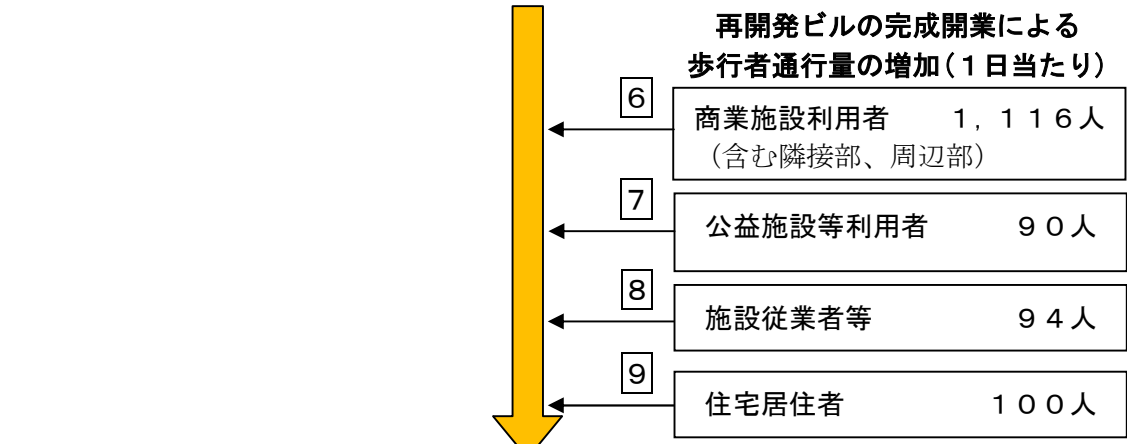 再開発ビルの完成開業による
歩行者通行量の増加(1日当たり)
6
商業施設利用者 1,116人
(含む隣接部、周辺部)
7
公益施設等利用者 90人
8
施設従業者等 94人
9
住宅居住者 100人